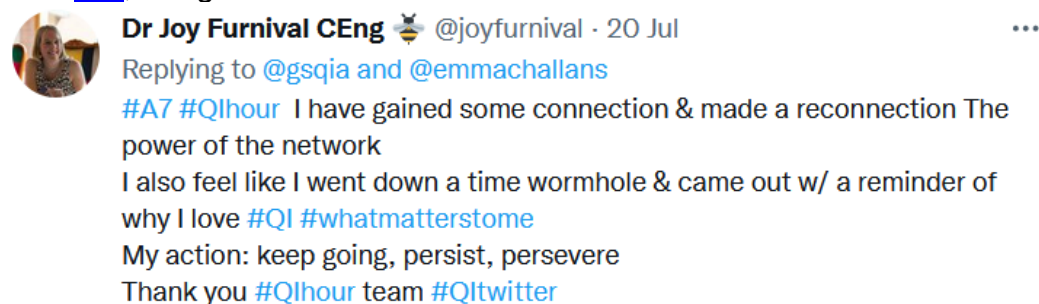 Dr Joy Furnival CEng 🐝 @joyfurnival · 20 Jul
Replying to @gsqia and @emmachallans
#A7 #QIhour I have gained some connection & made a reconnection The
power of the network
I also feel like I went down a time wormhole & came out w/ a reminder of
why I love #QI #whatmatterstome
My action: keep going, persist, persevere
Thank you #QIhour team #QItwitter